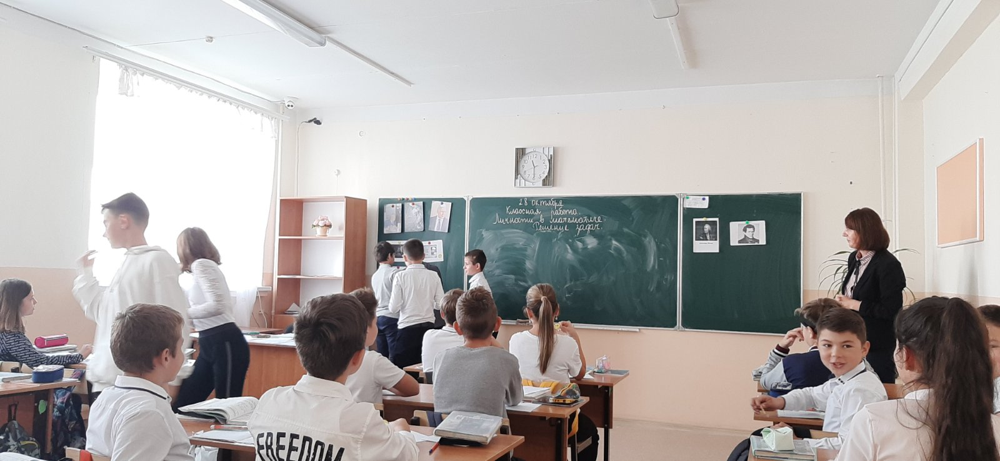 28 октября
Классная работа.
Личности в математике.
Решение задач.
FREEDOM